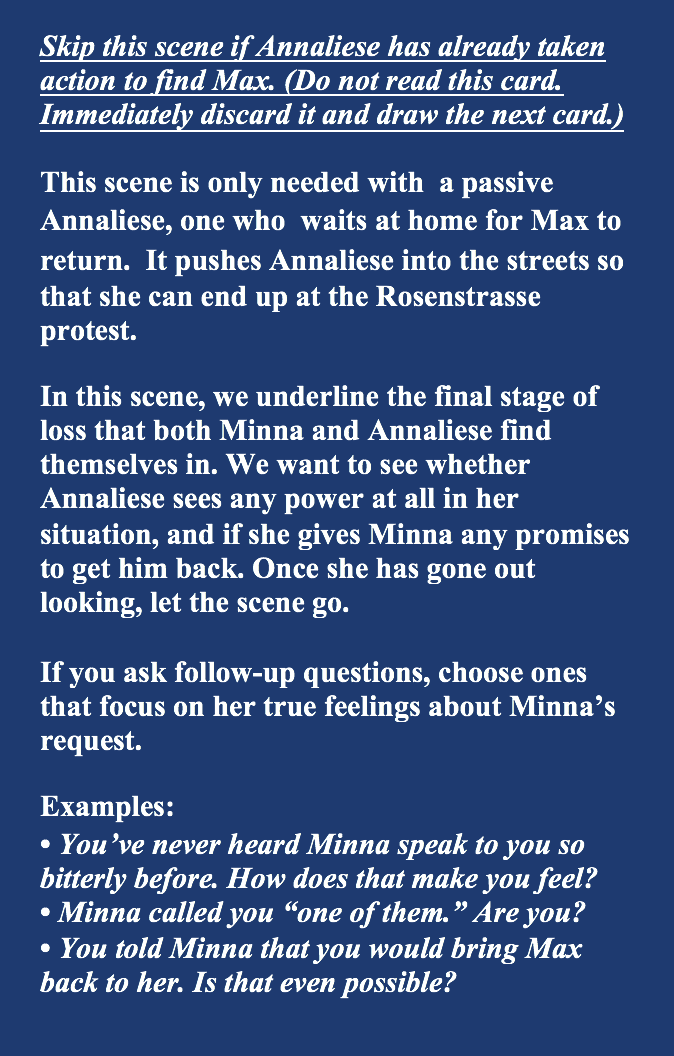 Skip this scene if Annaliese has already taken
action to find Max. (Do not read this card.
Immediately discard it and draw the next card.)
This scene is only needed with  a passive
Annaliese, one who  waits at home for Max to
return.  It pushes Annaliese into the streets so
that she can end up at the Rosenstrasse
protest.
In this scene, we underline the final stage of
loss that both Minna and Annaliese find
themselves in. We want to see whether
Annaliese sees any power at all in her
situation, and if she gives Minna any promises
to get him back. Once she has gone out
looking, let the scene go.
If you ask follow-up questions, choose ones
that focus on her true feelings about Minna’s
request.
Examples:
• You’ve never heard Minna speak to you so
bitterly before. How does that make you feel?
• Minna called you “one of them.” Are you?
• You told Minna that you would bring Max
back to her. Is that even possible?